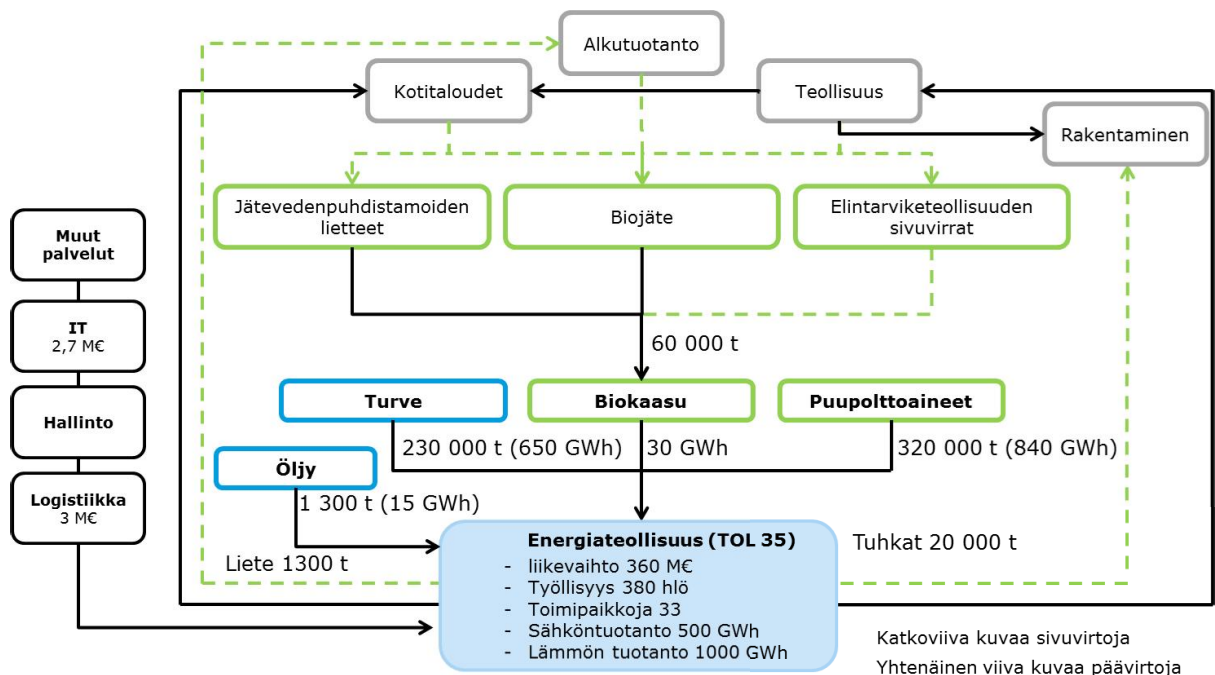 Alkutuotanto
Kotitaloudet
Teollisuus
Rakentaminen
Jätevedenpuhdistamoiden
lietteet
Biojäte
Elintarviketeollisuuden
sivuvirrat
Muut
palvelut
IT
2,7 M€
Hallinto
Logistiikka
3 M€
60 000 t
Turve
Biokaasu
Puupolttoaineet
230 000 t (650 GWh)
30 GWh
320 000 t (840 GWh)
Öljy
1 300 t (15 GWh)
Liete 1300 t
Energiateollisuus (TOL 35)
- liikevaihto 360 M€
- Työllisyys 380 hlö
- Toimipaikkoja 33
- Sähköntuotanto 500 GWh
- Lämmön tuotanto 1000 GWh
Tuhkat 20 000 t
Katkoviiva kuvaa sivuvirtoja
Yhtenäinen viiva kuvaa päävirtoja